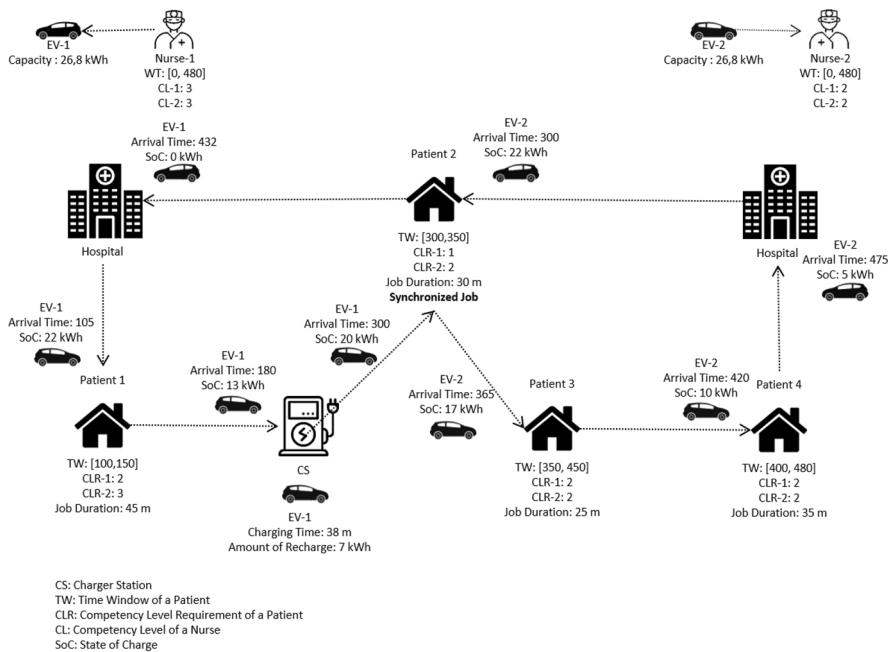 EV-1
Capacity : 26,8 kWh
Nurse-1
WT: [0, 480]
CL-1: 3
CL-2: 3
EV-2
Capacity: 26,8 kWh
Nurse-2
WT: [0, 480]
CL-1: 2
CL-2: 2
EV-1
Arrival Time: 432
SoC: 0 kWh
Patient 2
EV-2
Arrival Time: 300
SoC: 22 kWh
Hospital
TW: [300,350]
CLR-1: 1
CLR-2: 2
Job Duration: 30 m
Synchronized Job
Hospital
EV-2
Arrival Time: 475
SoC: 5 kWh
EV-1
Arrival Time: 105
SoC: 22 kWh
EV-1
Arrival Time: 300
SoC: 20 kWh
Patient 1
EV-1
Arrival Time: 180
SoC: 13 kWh
EV-2
Arrival Time: 365
SoC: 17 kWh
Patient 3
EV-2
Arrival Time: 420
SoC: 10 kWh
Patient 4
TW: [100,150]
CLR-1: 2
CLR-2: 3
Job Duration: 45 m
CS
EV-1
Charging Time: 38 m
Amount of Recharge: 7 kWh
TW: [350, 450]
CLR-1: 2
CLR-2: 2
Job Duration: 25 m
TW: [400, 480]
CLR-1: 2
CLR-2: 2
Job Duration: 35 m
CS: Charger Station
TW: Time Window of a Patient
CLR: Competency Level Requirement of a Patient
CL: Competency Level of a Nurse
SoC: State of Charge